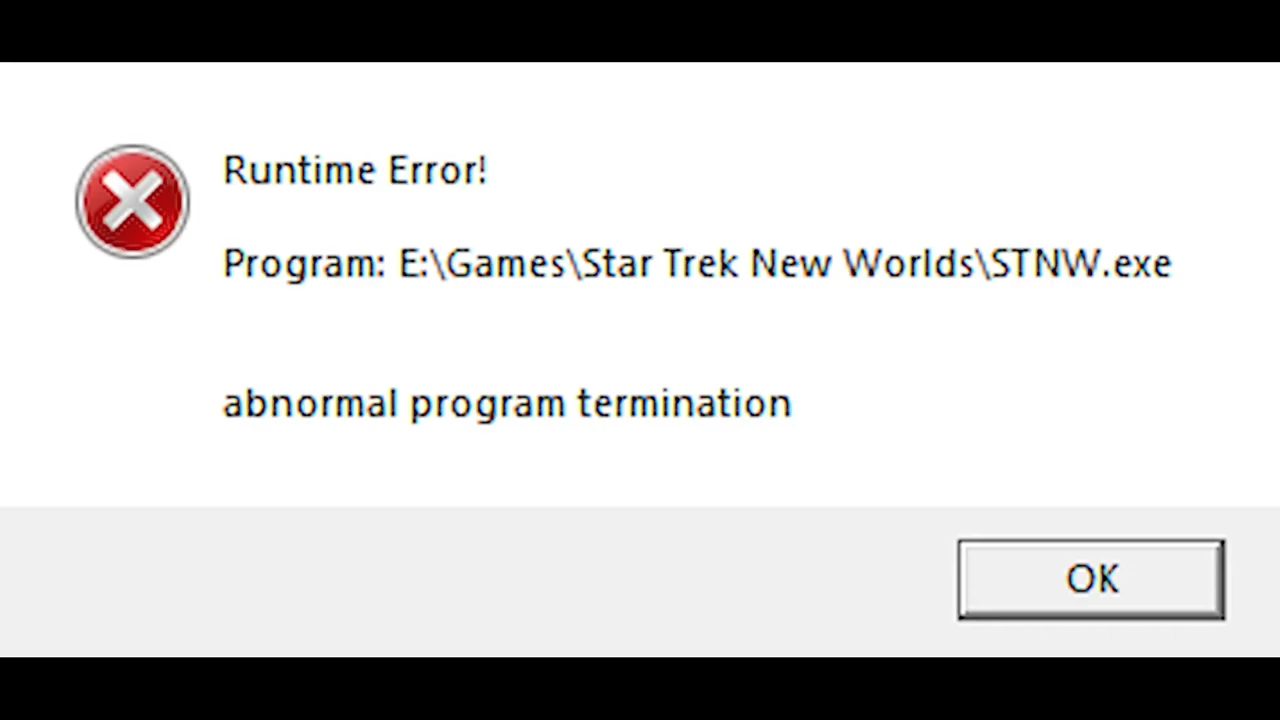 Runtime Error!
Program: E:\Games\Star Trek New Worlds\STNW.exe
abnormal program termination
OK